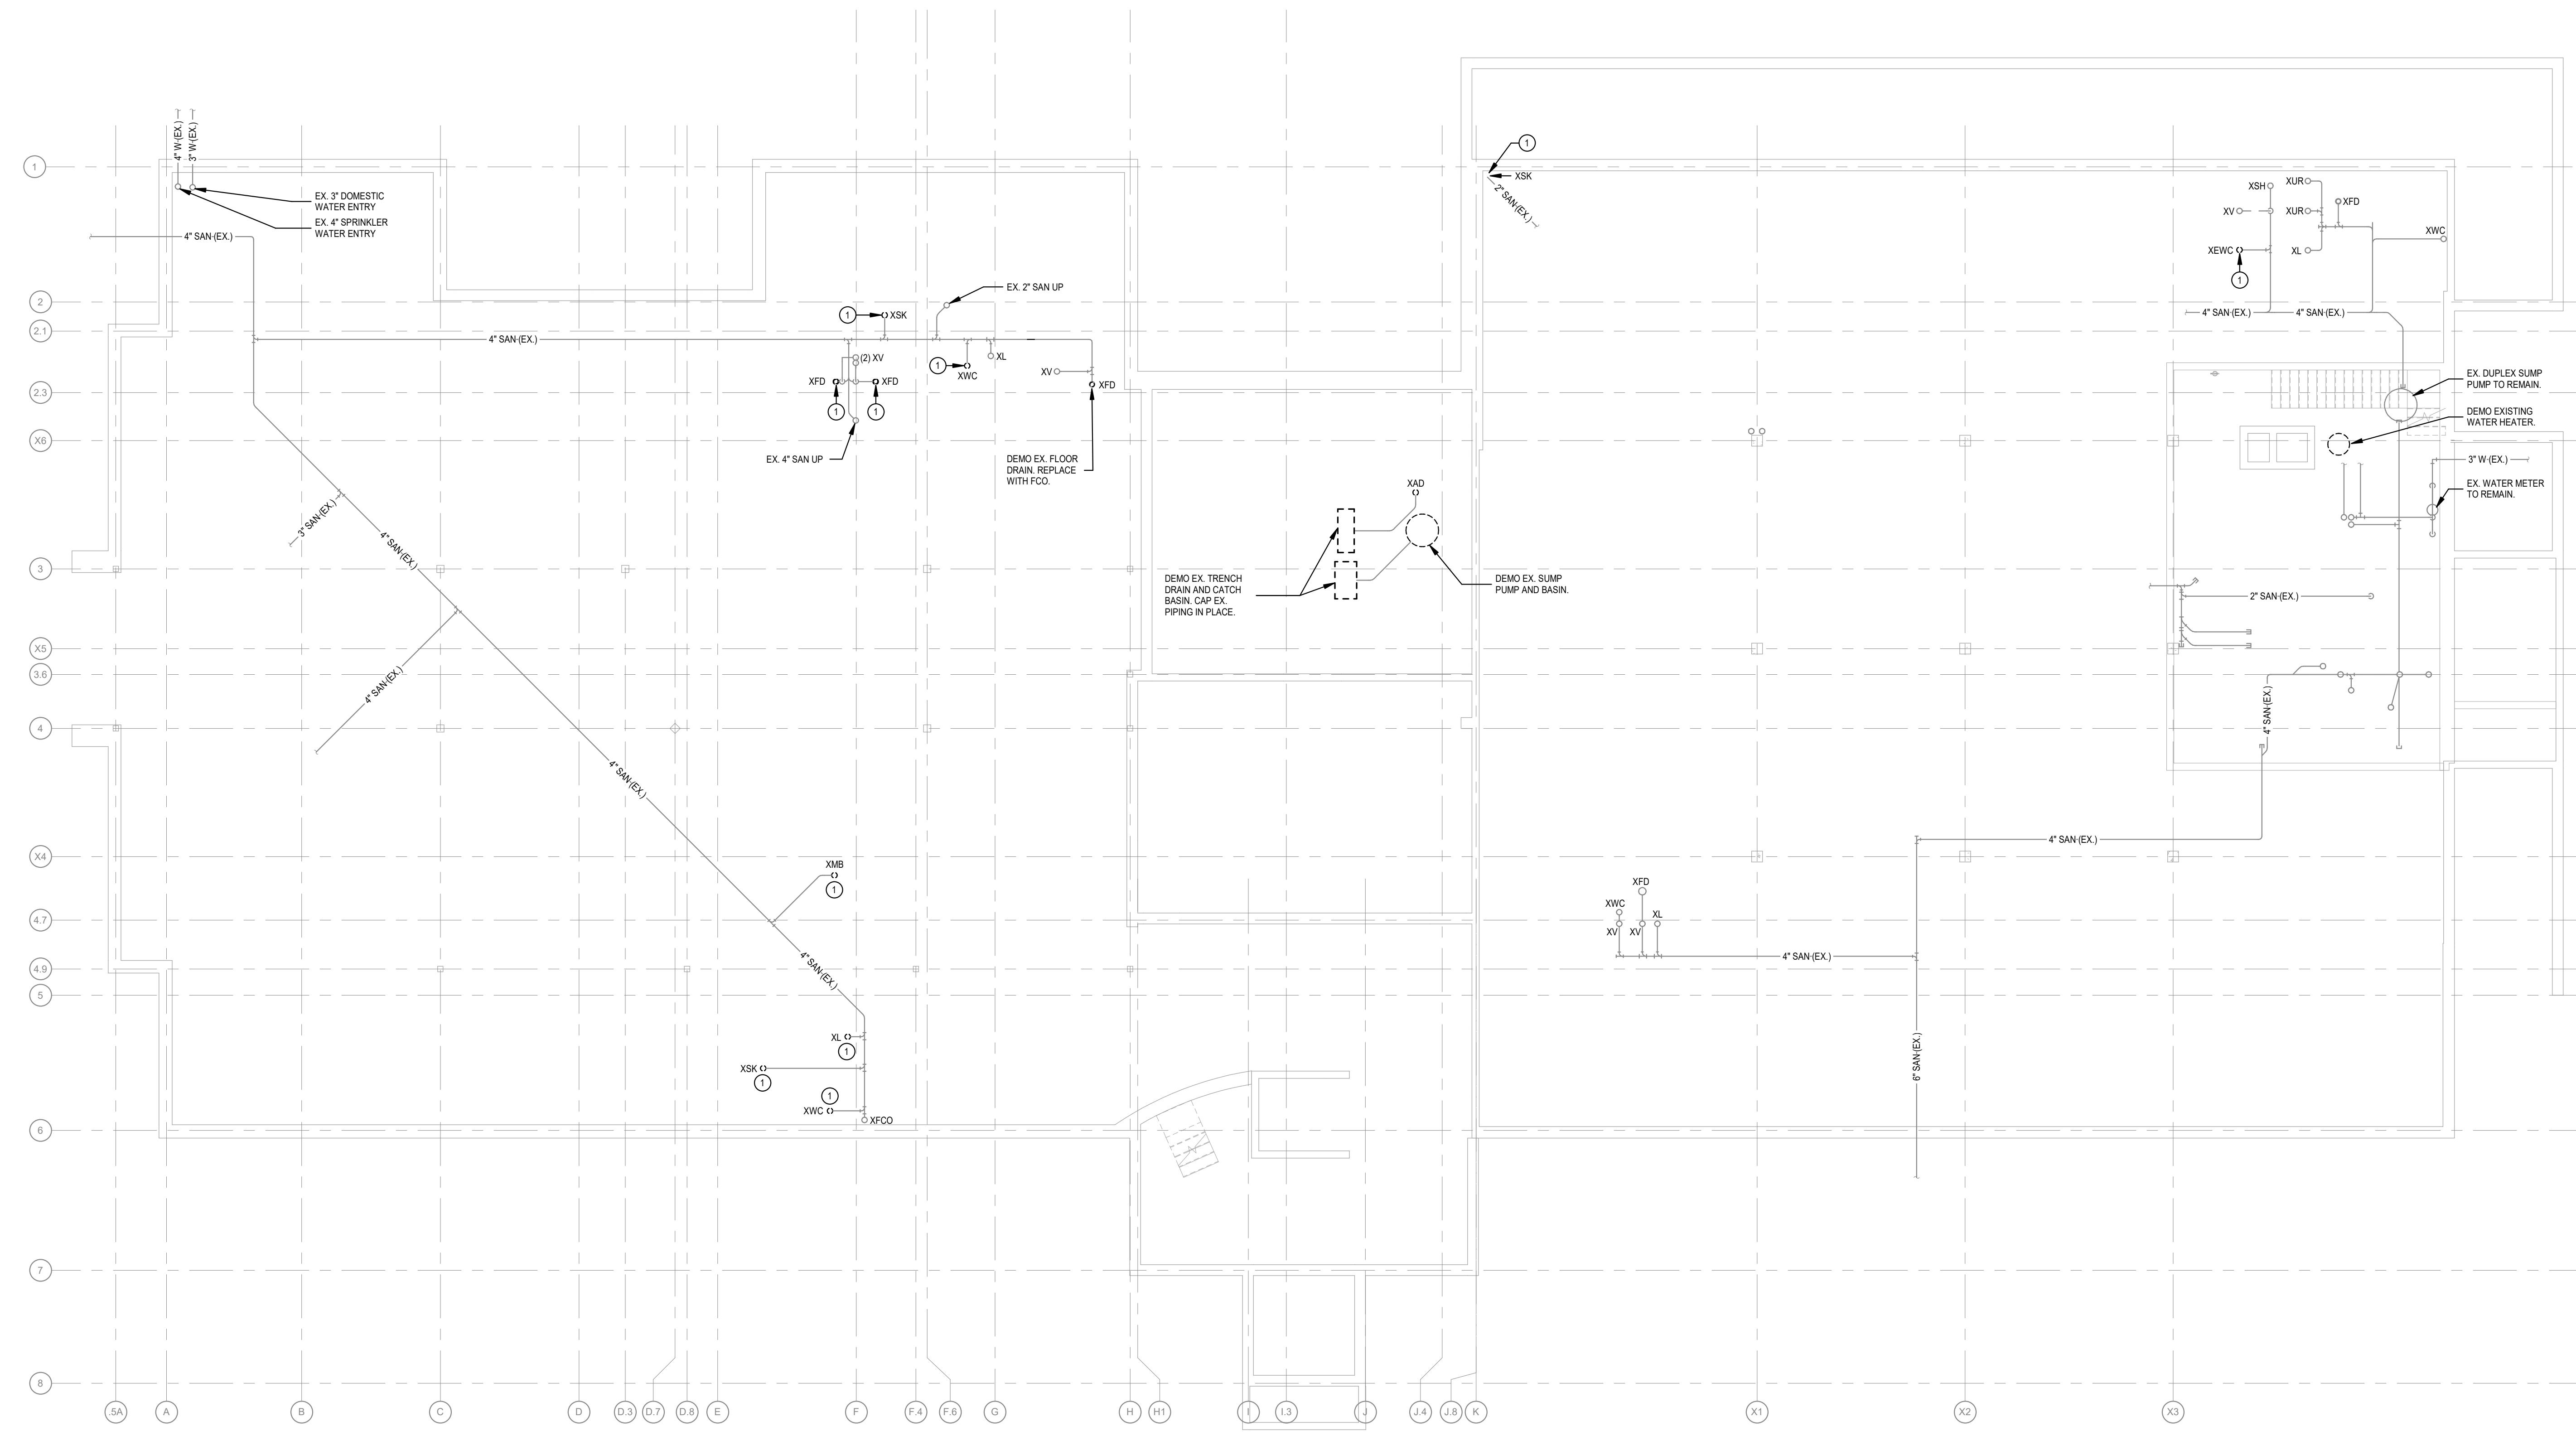 4" W (EX.)
3" W (EX.)
1
1
XSK
2" SAN (EX.)
EX. 3" DOMESTIC
WATER ENTRY
EX. 4" SPRINKLER
WATER ENTRY
4" SAN (EX.)
XSH
XUR
XV
XUR
XFD
XL
XWC
XEWC
1
2
EX. 2" SAN UP
1
XSK
4" SAN (EX.)
4" SAN (EX.)
2.1
4" SAN (EX.)
(2) XV
XL
1
XWC
XV
XFD
XFD
XFD
1
1
2.3
EX. DUPLEX SUMP
PUMP TO REMAIN.
DEMO EXISTING
WATER HEATER.
X6
EX. 4" SAN UP
DEMO EX. FLOOR
DRAIN. REPLACE
WITH FCO.
3" W (EX.)
EX. WATER METER
TO REMAIN.
XAD
3" SAN (EX.)
4" SAN (EX.)
3
DEMO EX. TRENCH
DRAIN AND CATCH
BASIN. CAP EX.
PIPING IN PLACE.
DEMO EX. SUMP
PUMP AND BASIN.
2" SAN (EX.)
X5
3.6
4" SAN (EX.)
4" SAN (EX.)
4
4" SAN (EX.)
4" SAN (EX.)
X4
XMB
1
XFD
XWC
XL
XV
XV
4.7
4" SAN (EX.)
4" SAN (EX.)
4.9
5
XL
1
6" SAN (EX.)
XSK
1
1
XWC
XFCO
6
7
8
.5A
A
B
C
D
D.3
D.7
D.8
E
F
F.4
F.6
G
H
H1
I
I.3
J
J.4
J.8
K
X1
X2
X3